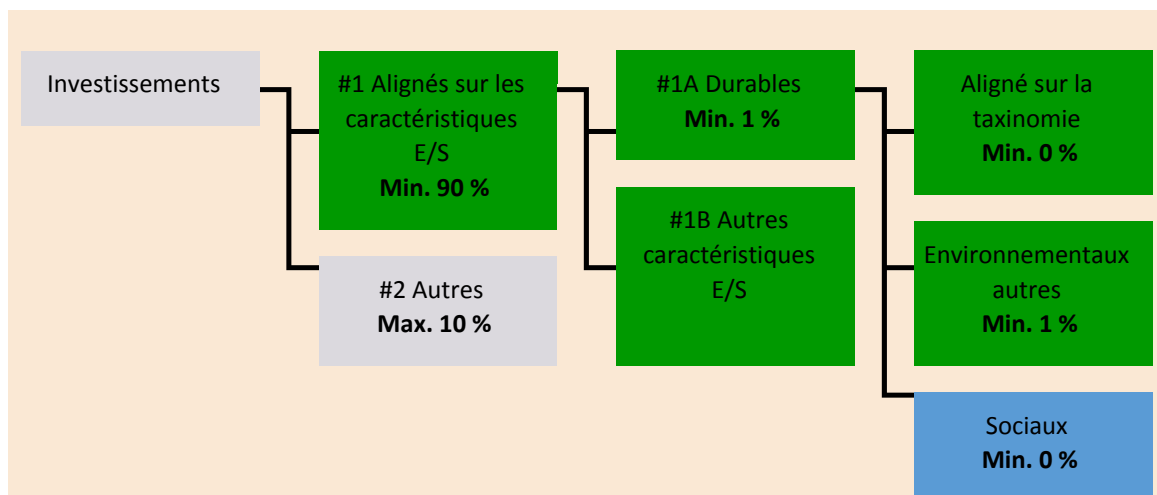 Investissements
#1 Alignés sur les
caractéristiques
E/S
Min. 90 %
#2 Autres
Max. 10 %
#1A Durables
Min. 1 %
#1B Autres
caractéristiques
E/S
Aligné sur la
taxinomie
Min. 0 %
Environnementaux
autres
Min. 1 %
Sociaux
Min. 0 %